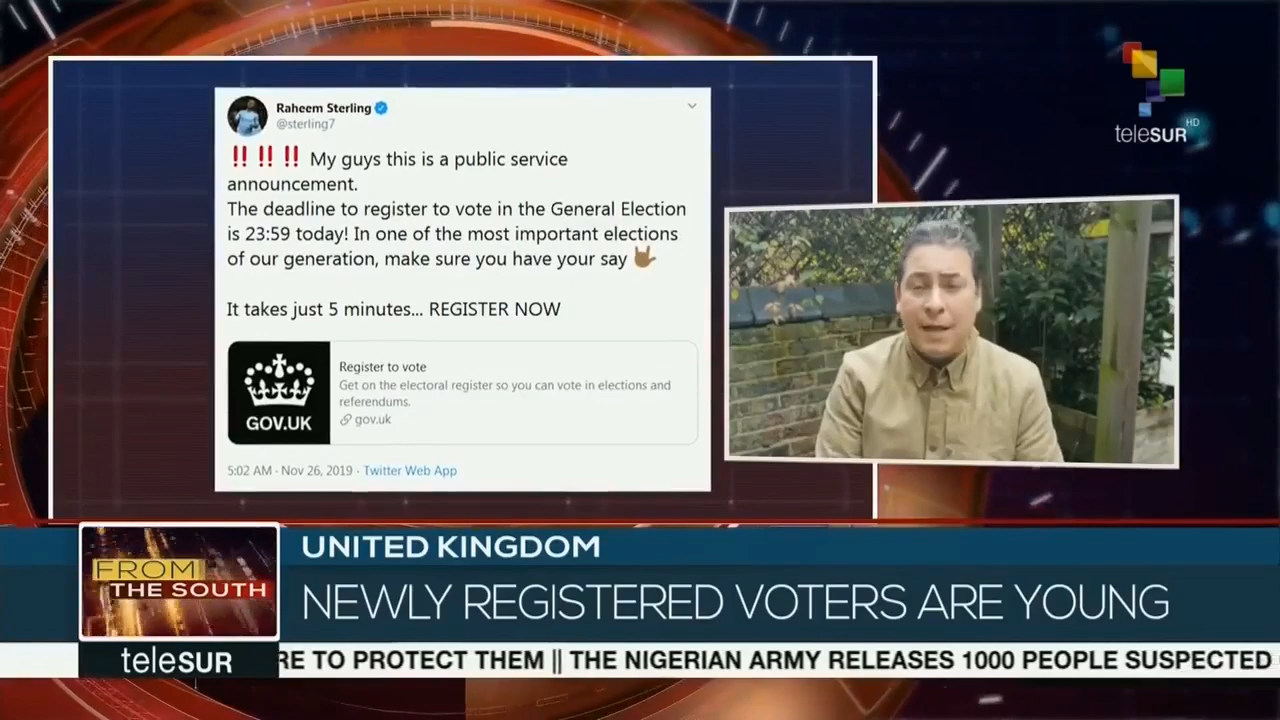 Raheem Sterling
@sterling7
‼️ ‼️ ‼️ My guys this is a public service
announcement.
The deadline to register to vote in the General Election
is 23:59 today! In one of the most important elections
of our generation, make sure you have your say 🤟🏾
It takes just 5 minutes... REGISTER NOW
GOV.UK
Register to vote
Get on the electoral register so you can vote in elections and
referendums.
gov.uk
5:02 AM · Nov 26, 2019 · Twitter Web App
teleSUR HD
UNITED KINGDOM
FROM
THE SOUTH
NEWLY REGISTERED VOTERS ARE YOUNG
teleSUR
RE TO PROTECT THEM || THE NIGERIAN ARMY RELEASES 1000 PEOPLE SUSPECTED